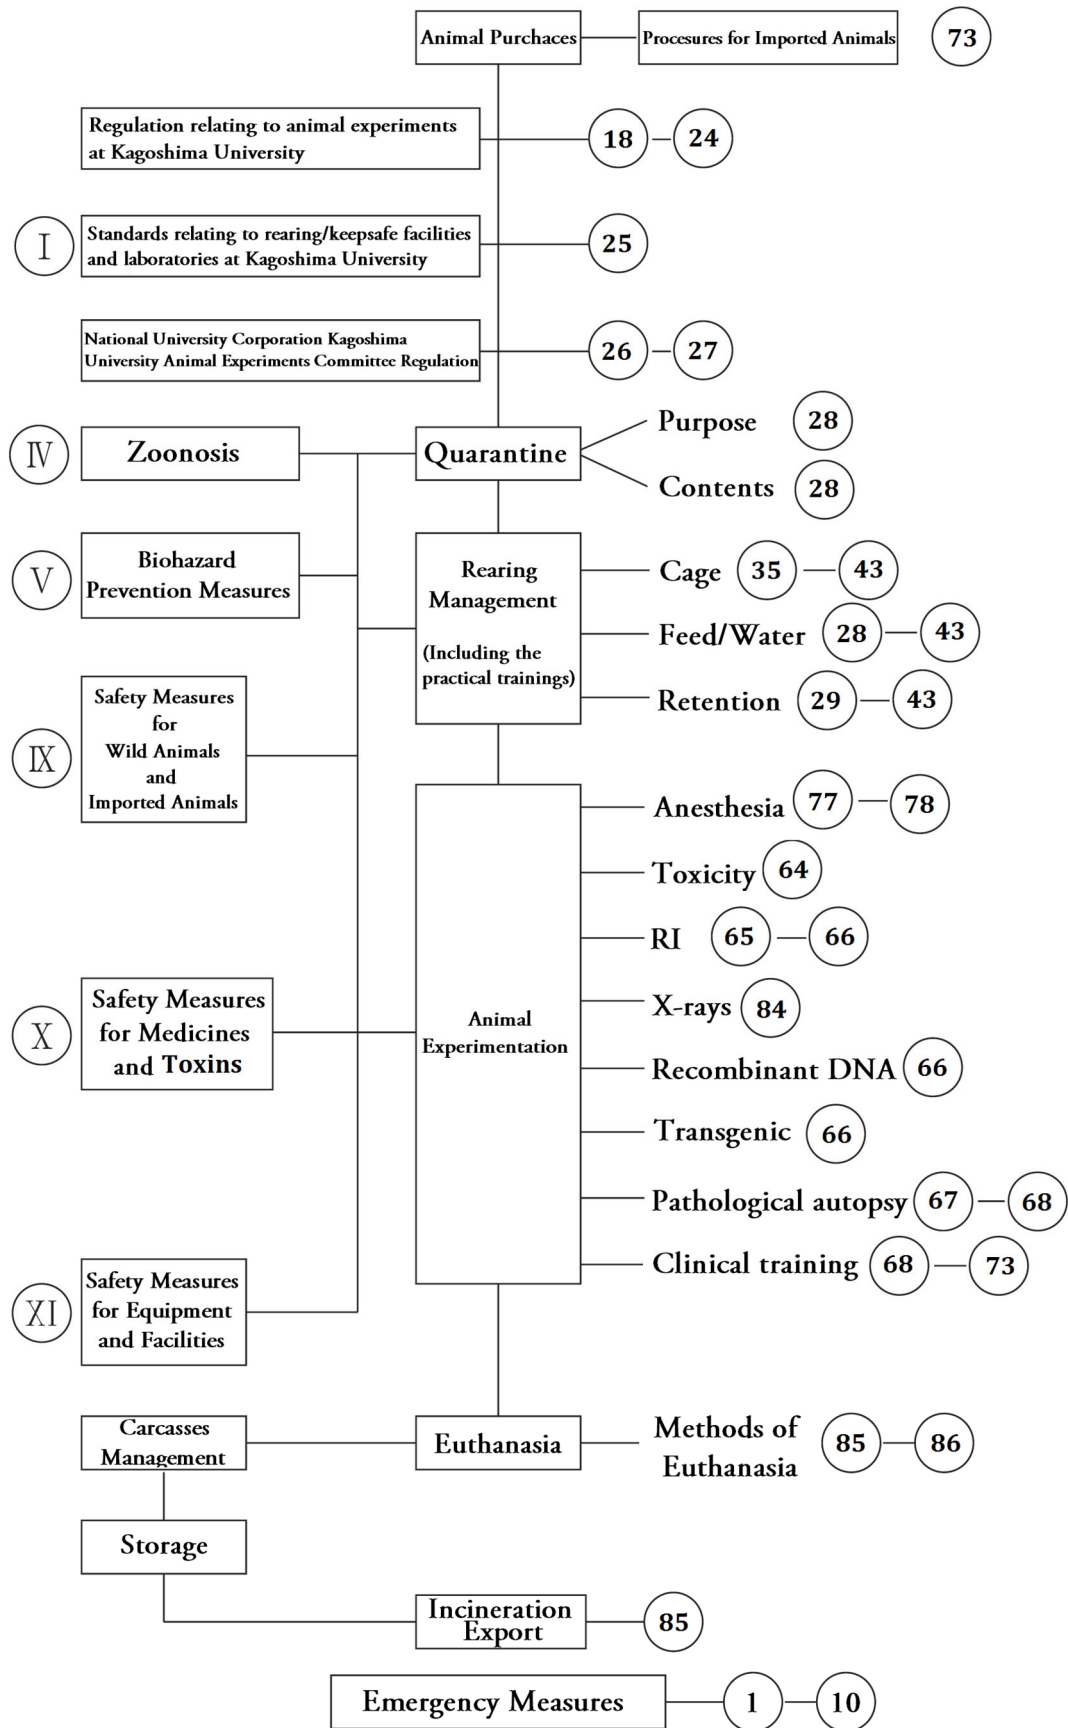 Animal Purchaces
Procesures for Imported Animals
73
Regulation relating to animal experiments
at Kagoshima University
18
24
I
Standards relating to rearing/keepsafe facilities
and laboratories at Kagoshima University
25
National University Corporation Kagoshima
University Animal Experiments Committee Regulation
26
27
IV
Zoonosis
Quarantine
Purpose
28
Contents
28
V
Biohazard
Prevention Measures
Rearing
Management
(Including the
practical trainings)
Cage
35
43
Feed/Water
28
43
Retention
29
43
IX
Safety Measures
for
Wild Animals
and
Imported Animals
Anesthesia
77
78
Toxicity
64
RI
65
66
X
Safety Measures
for Medicines
and Toxins
Animal
Experimentation
X-rays
84
Recombinant DNA
66
Transgenic
66
Pathological autopsy
67
68
Clinical training
68
73
XI
Safety Measures
for Equipment
and Facilities
Carcasses
Management
Euthanasia
Methods of
Euthanasia
85
86
Storage
Incineration
Export
85
Emergency Measures
1
10